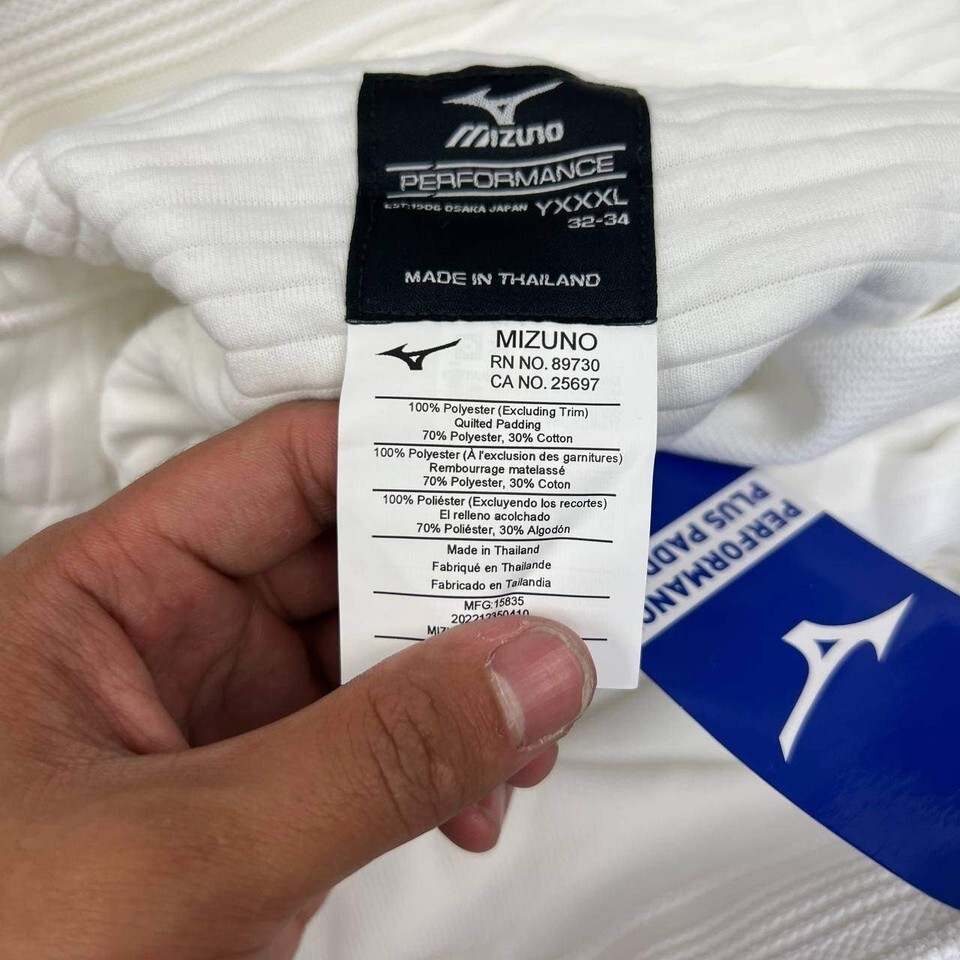 MIZUNO
PERFORMANCE
EST. 1906 OSAKA JAPAN YXXXL
32-34
MADE IN THAILAND
MIZUNO
RN NO. 89730
CA NO. 25697
100% Polyester (Excluding Trim)
Quilted Padding
70% Polyester, 30% Cotton
100% Polyester (À l'exclusion des garnitures)
Rembourrage matelassé
70% Polyester, 30% Coton
100% Poliéster (Excluyendo los recortes)
El relleno acolchado
70% Poliéster, 30% Algodón
Made in Thailand
Fabriqué en Thaïlande
Fabricado en Tailandia
MFG:15835
PERFORMANC
PLUS PADD